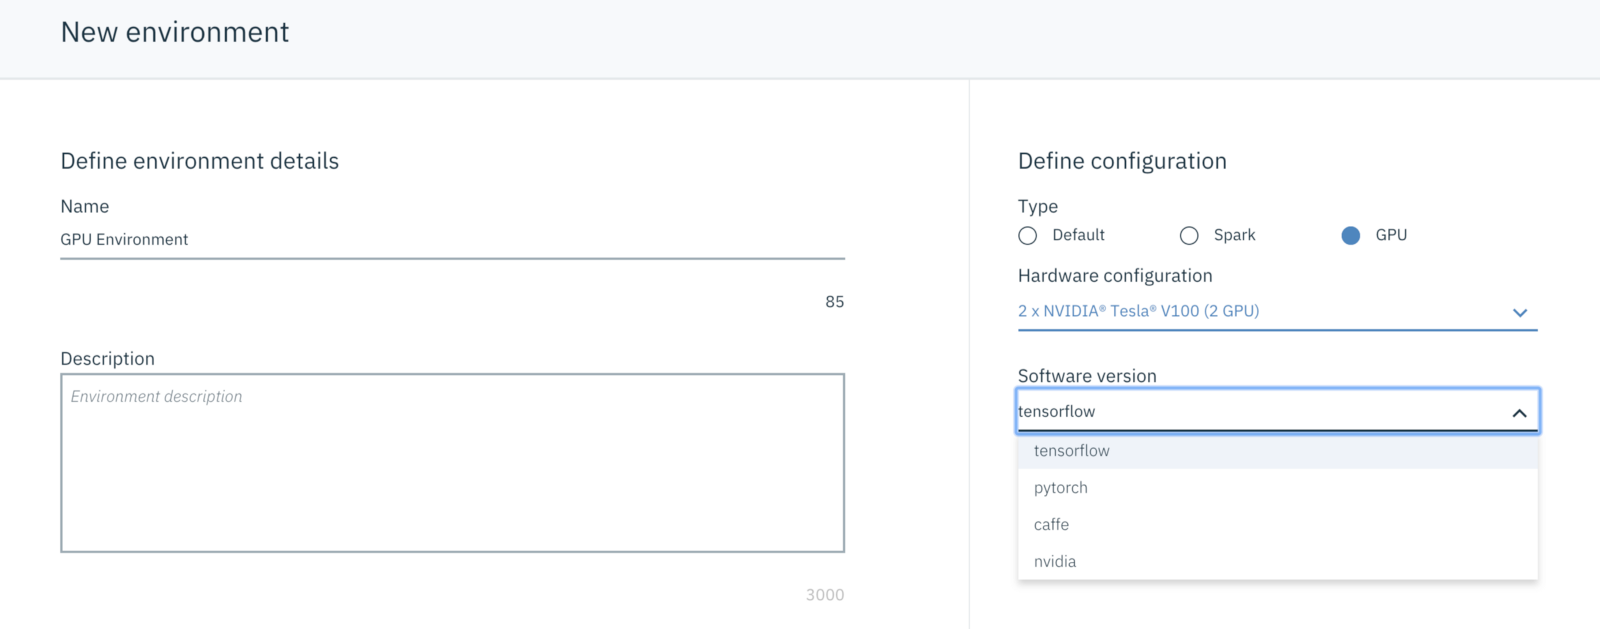 New environment
Define environment details
Name
GPU Environment
85
Description
Environment description
3000
Define configuration
Type
Default Spark GPU
Hardware configuration
2 x NVIDIA® Tesla® V100 (2 GPU)
Software version
tensorflow
tensorflow
pytorch
caffe
nvidia